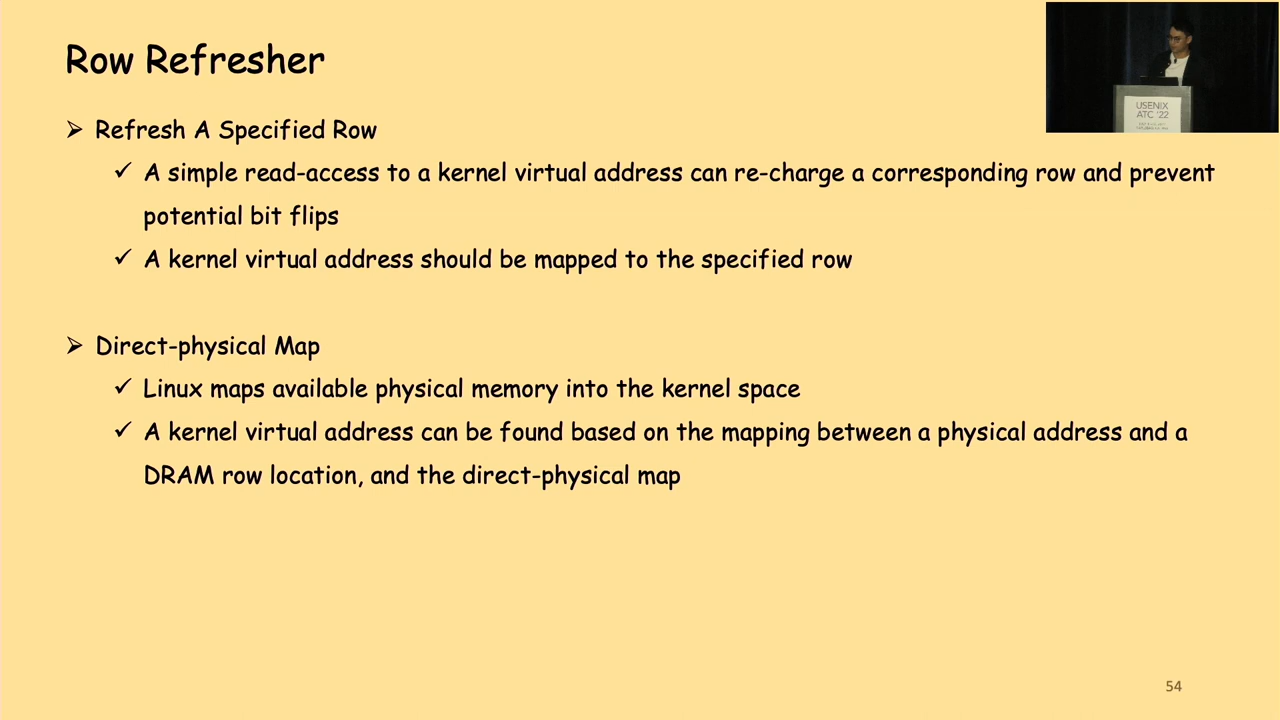 Row Refresher
➢ Refresh A Specified Row
✓ A simple read-access to a kernel virtual address can re-charge a corresponding row and prevent
potential bit flips
✓ A kernel virtual address should be mapped to the specified row
➢ Direct-physical Map
✓ Linux maps available physical memory into the kernel space
✓ A kernel virtual address can be found based on the mapping between a physical address and a
DRAM row location, and the direct-physical map
54
USENIX
ATC '22